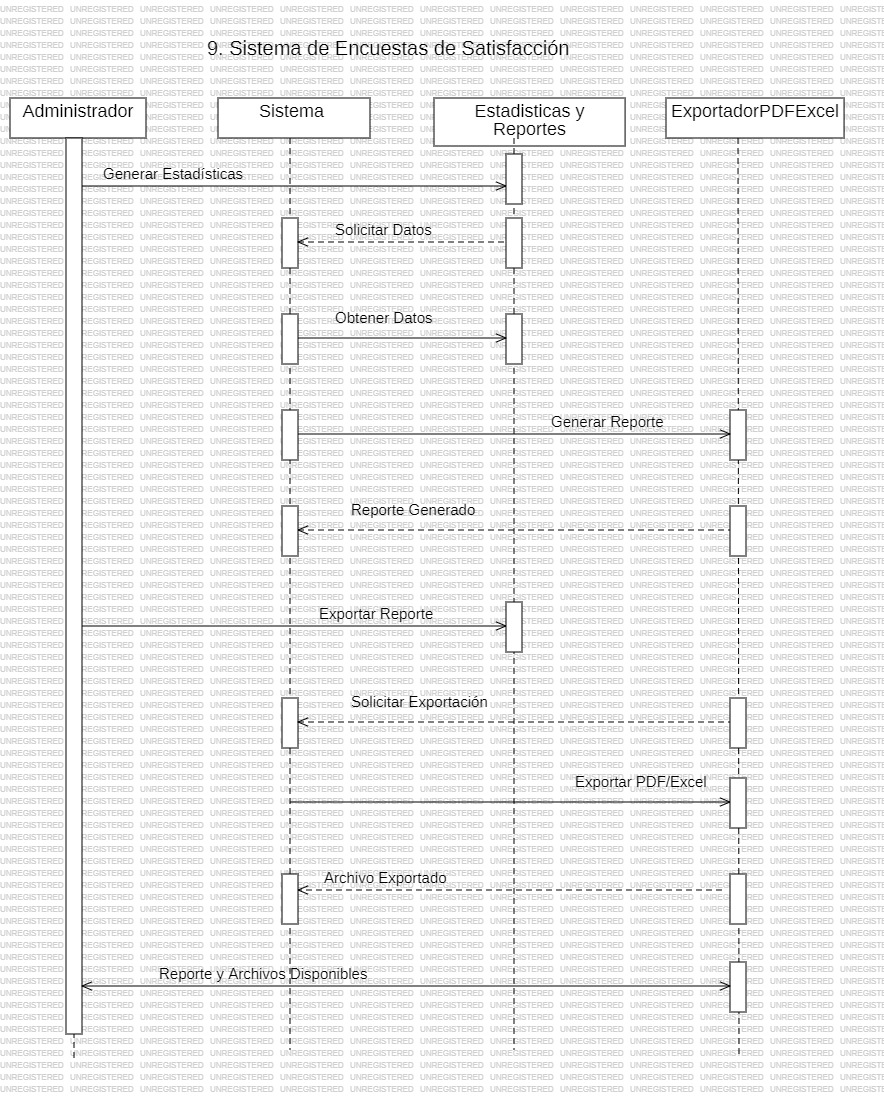 9. Sistema de Encuestas de Satisfacción
Administrador
Sistema
Estadisticas y
Reportes
ExportadorPDFExcel
Generar Estadísticas
Solicitar Datos
Obtener Datos
Generar Reporte
Reporte Generado
Exportar Reporte
Solicitar Exportación
Exportar PDF/Excel
Archivo Exportado
Reporte y Archivos Disponibles
UNREGISTERED